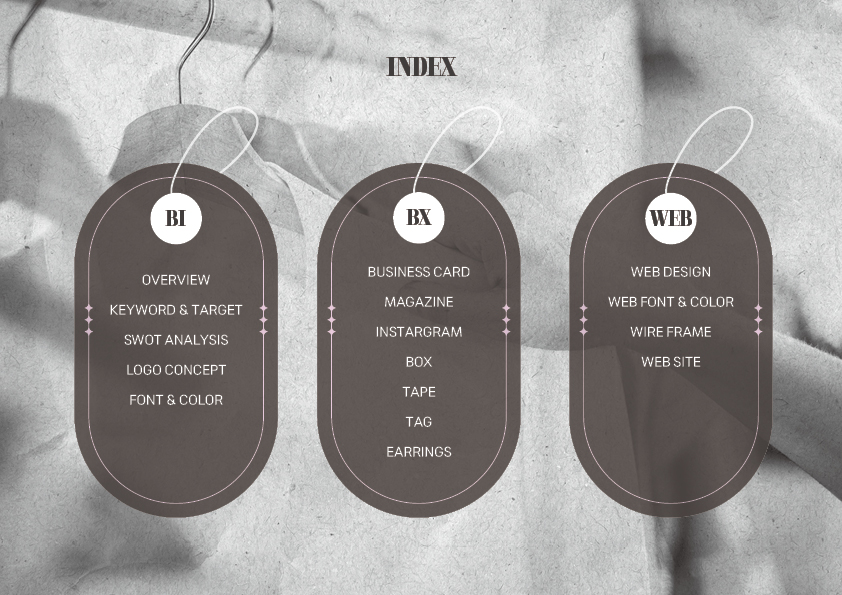 INDEX
BI
OVERVIEW
KEYWORD & TARGET
SWOT ANALYSIS
LOGO CONCEPT
FONT & COLOR
BX
BUSINESS CARD
MAGAZINE
INSTARGRAM
BOX
TAPE
TAG
EARRINGS
WEB
WEB DESIGN
WEB FONT & COLOR
WIRE FRAME
WEB SITE